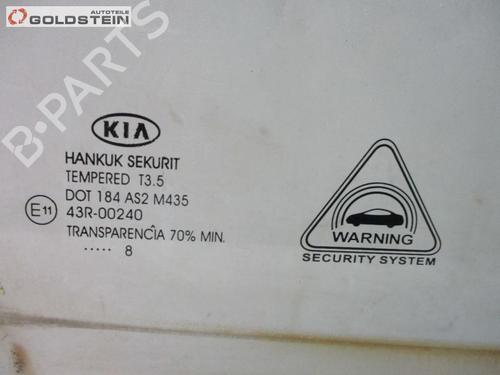 AUTOTEILE
GOLDSTEIN
B-PARTS
KIA
HANKUK SEKURIT
TEMPERED T3.5
DOT 184 AS2 M435
E11 43R-00240
TRANSPARENCÎA 70% MIN.
..... 8
WARNING
SECURITY SYSTEM